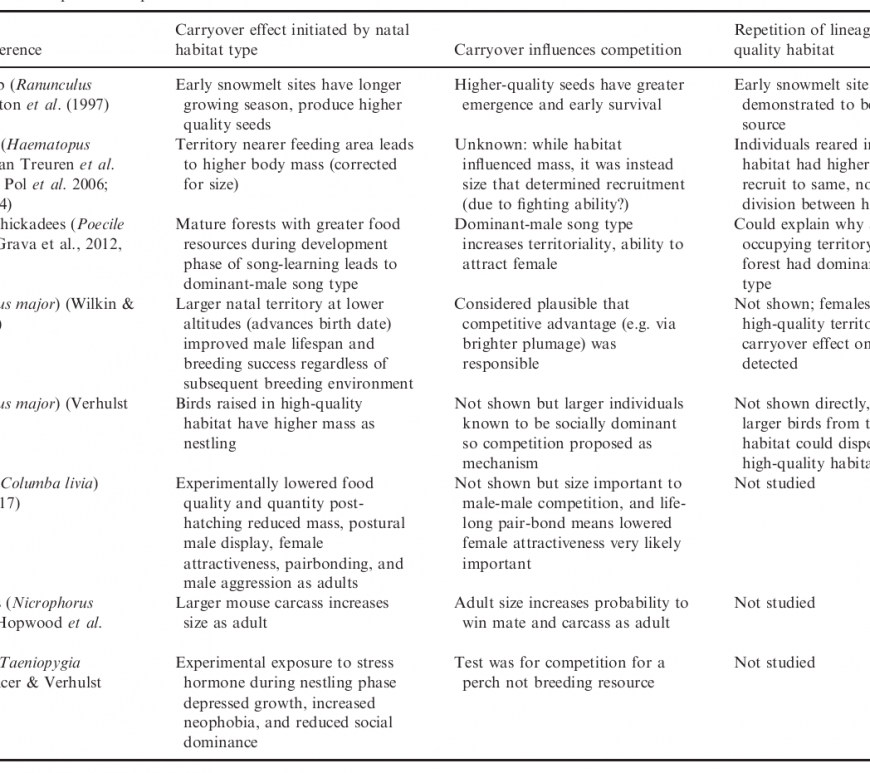 erence
Carryover effect initiated by natal
habitat type
Carryover influences competition
Repetition of lineag
quality habitat
(Ranunculus
ton et al. (1997)
Early snowmelt sites have longer
growing season, produce higher
quality seeds
Higher-quality seeds have greater
emergence and early survival
Early snowmelt site
demonstrated to be
source
(Haematopus
an Treuren et al.
Pol et al. 2006;
4)
Territory nearer feeding area leads
to higher body mass (corrected
for size)
Unknown: while habitat
influenced mass, it was instead
size that determined recruitment
(due to fighting ability?)
Individuals reared in
habitat had higher
recruit to same, no
division between h
hickadees (Poecile
Grava et al., 2012,
Mature forests with greater food
resources during development
phase of song-learning leads to
dominant-male song type
Dominant-male song type
increases territoriality, ability to
attract female
Could explain why
occupying territory
forest had domina
type
us major) (Wilkin &
)
Larger natal territory at lower
altitudes (advances birth date)
improved male lifespan and
breeding success regardless of
subsequent breeding environment
Considered plausible that
competitive advantage (e.g. via
brighter plumage) was
responsible
Not shown; females
high-quality territo
carryover effect on
detected
us major) (Verhulst
Birds raised in high-quality
habitat have higher mass as
nestling
Not shown but larger individuals
known to be socially dominant
so competition proposed as
mechanism
Not shown directly,
larger birds from t
habitat could dispe
high-quality habita
Columba livia)
17)
Experimentally lowered food
quality and quantity post-
hatching reduced mass, postural
male display, female
attractiveness, pairbonding, and
male aggression as adults
Not shown but size important to
male-male competition, and life-
long pair-bond means lowered
female attractiveness very likely
important
Not studied
(Nicrophorus
Hopwood et al.
Larger mouse carcass increases
size as adult
Adult size increases probability to
win mate and carcass as adult
Not studied
Taeniopygia
cer & Verhulst
Experimental exposure to stress
hormone during nestling phase
depressed growth, increased
neophobia, and reduced social
dominance
Test was for competition for a
perch not breeding resource
Not studied